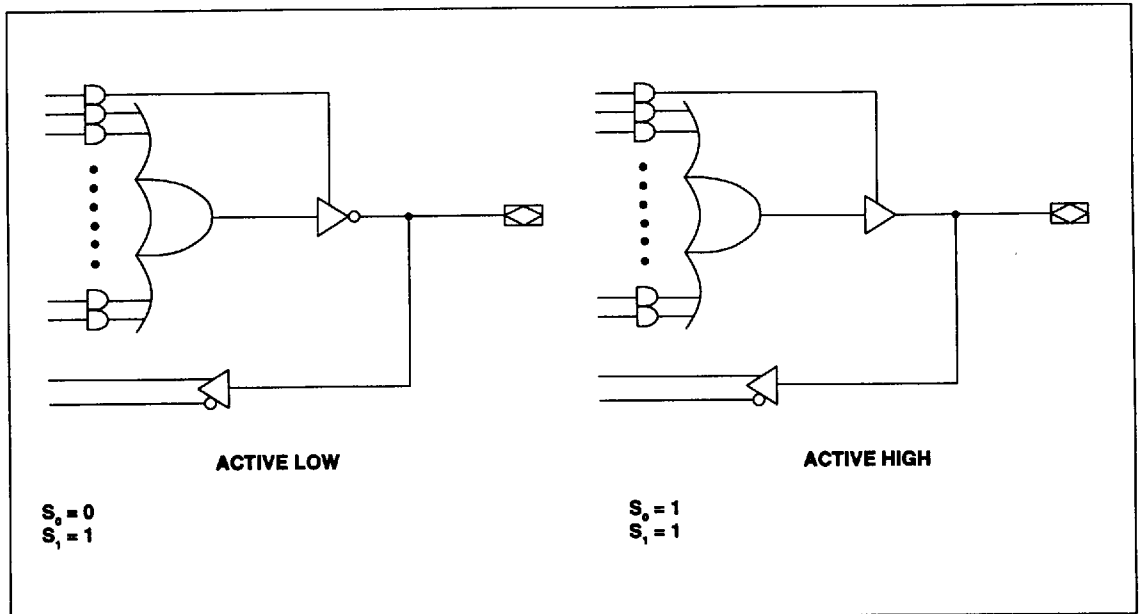 ACTIVE LOW
S₀ = 0
S₁ = 1
ACTIVE HIGH
S₀ = 1
S₁ = 1